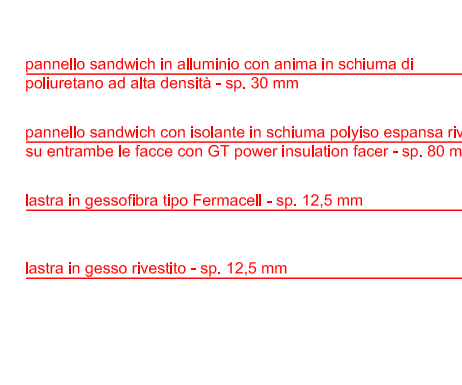 pannello sandwich in alluminio con anima in schiuma di
poliuretano ad alta densità - sp. 30 mm
pannello sandwich con isolante in schiuma polyiso espansa
su entrambe le facce con GT power insulation facer - sp. 80
lastra in gessofibra tipo Fermacell - sp. 12,5 mm
lastra in gesso rivestito - sp. 12,5 mm